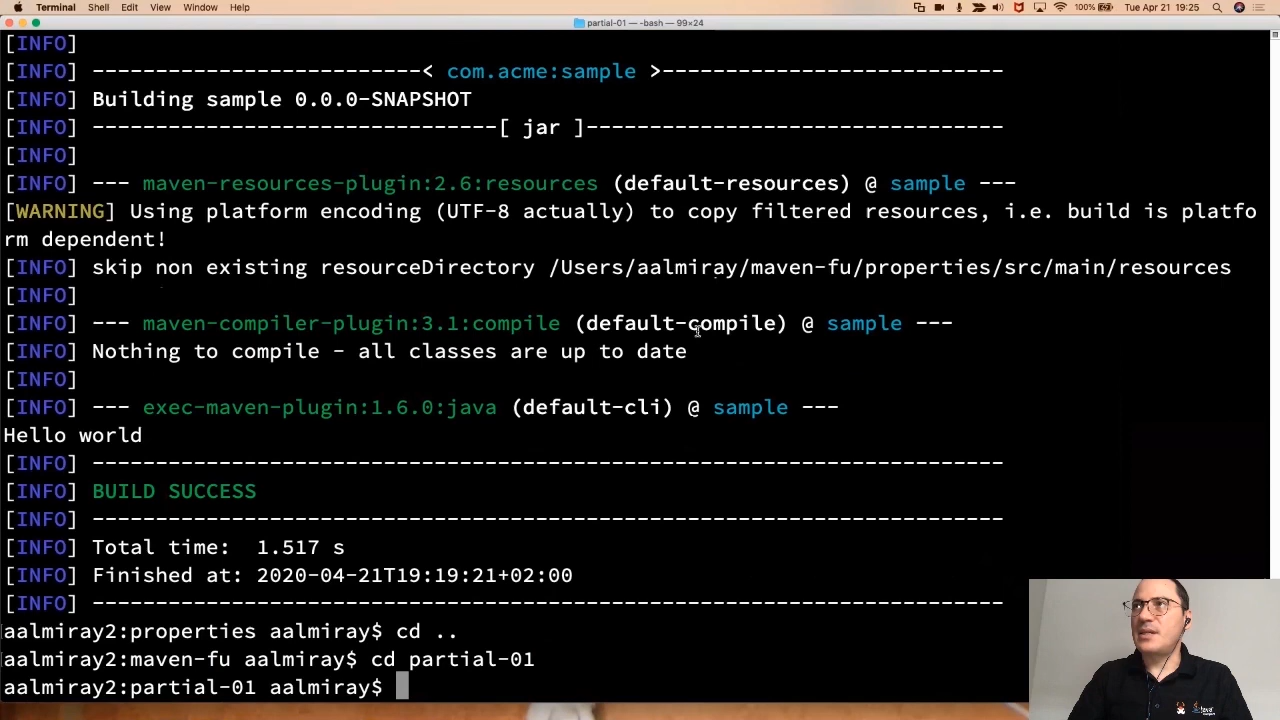 Terminal Shell Edit View Window Help 100% Tue Apr 21 19:25
partial-01 — -bash — 99×24
[INFO]
[INFO] --------------------------< com.acme:sample >---------------------------
[INFO] Building sample 0.0.0-SNAPSHOT
[INFO] --------------------------------[ jar ]---------------------------------
[INFO]
[INFO] --- maven-resources-plugin:2.6:resources (default-resources) @ sample ---
[WARNING] Using platform encoding (UTF-8 actually) to copy filtered resources, i.e. build is platfo
rm dependent!
[INFO] skip non existing resourceDirectory /Users/aalmiray/maven-fu/properties/src/main/resources
[INFO]
[INFO] --- maven-compiler-plugin:3.1:compile (default-compile) @ sample ---
[INFO] Nothing to compile - all classes are up to date
[INFO]
[INFO] --- exec-maven-plugin:1.6.0:java (default-cli) @ sample ---
Hello world
[INFO] ------------------------------------------------------------------------
[INFO] BUILD SUCCESS
[INFO] ------------------------------------------------------------------------
[INFO] Total time:  1.517 s
[INFO] Finished at: 2020-04-21T19:19:21+02:00
[INFO] ------------------------------------------------------------------------
aalmiray2:properties aalmiray$ cd ..
aalmiray2:maven-fu aalmiray$ cd partial-01
aalmiray2:partial-01 aalmiray$